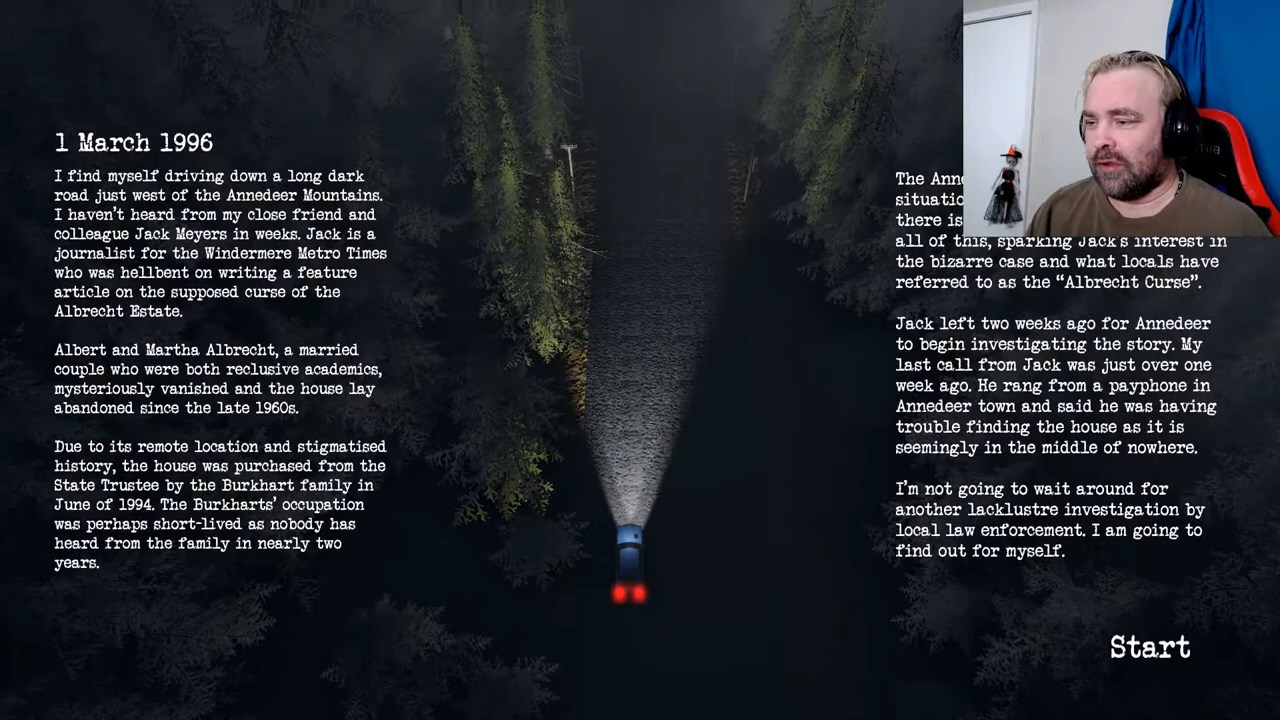 1 March 1996
I find myself driving down a long dark
road just west of the Annedeer Mountains.
I haven't heard from my close friend and
colleague Jack Meyers in weeks. Jack is a
journalist for the Windermere Metro Times
who was hellbent on writing a feature
article on the supposed curse of the
Albrecht Estate.
Albert and Martha Albrecht, a married
couple who were both reclusive academics,
mysteriously vanished and the house lay
abandoned since the late 1960s.
Due to its remote location and stigmatised
history, the house was purchased from the
State Trustee by the Burkhart family in
June of 1994. The Burkharts' occupation
was perhaps short-lived as nobody has
heard from the family in nearly two
years.
The
there is
all of this, sparking Jack's interest in
the bizarre case and what locals have
referred to as the “Albrecht Curse”.
Jack left two weeks ago for Annedeer
to begin investigating the story. My
last call from Jack was just over one
week ago. He rang from a payphone in
Annedeer town and said he was having
trouble finding the house as it is
seemingly in the middle of nowhere.
I'm not going to wait around for
another lacklustre investigation by
local law enforcement. I am going to
find out for myself.
Start